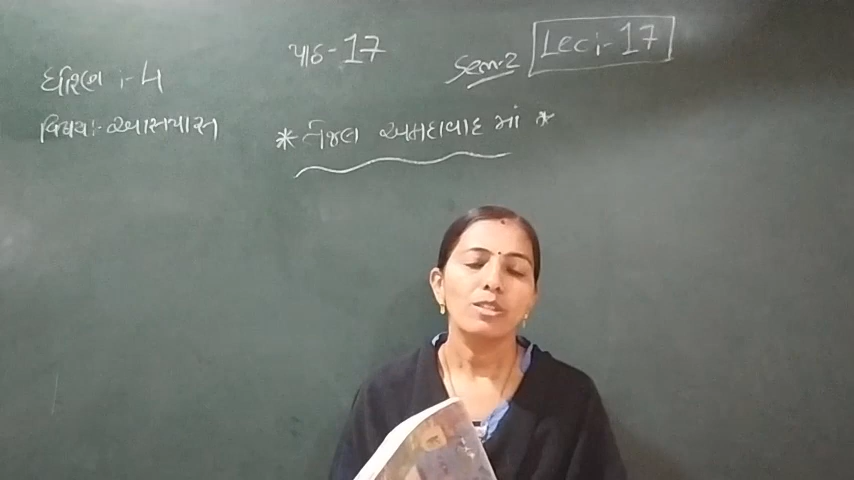 પાઠ-17
Sem-2
Lec:-17
ધોરણ :- 4
વિષય:- આસપાસ
* તેજલ અમદાવાદ માં *